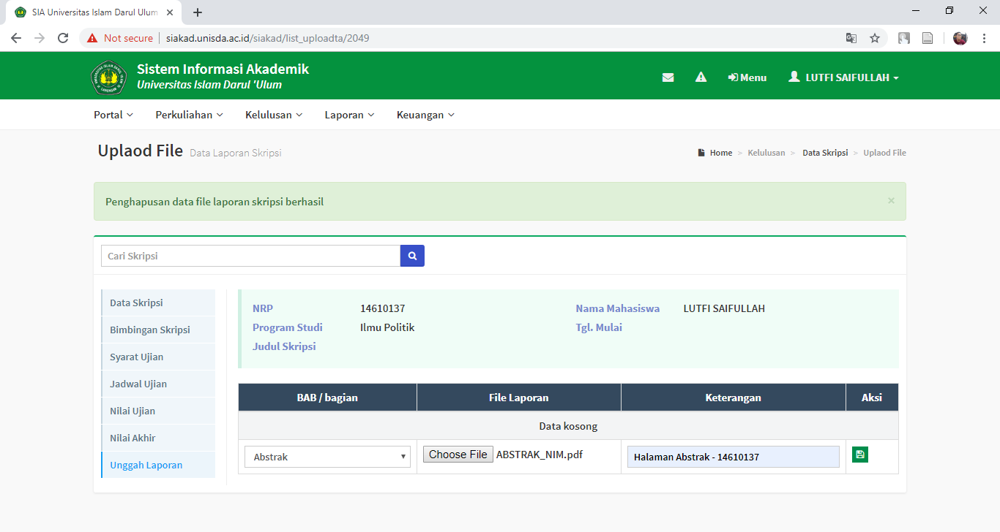 SIA Universitas Islam Darul Ulum
Not secure siakad.unisda.ac.id/siakad/list_uploadta/2049
Sistem Informasi Akademik
Universitas Islam Darul 'Ulum
Menu LUTFI SAIFULLAH
Portal Perkuliahan Kelulusan Laporan Keuangan
Uplaod File Data Laporan Skripsi
Home > Kelulusan > Data Skripsi > Uplaod File
Penghapusan data file laporan skripsi berhasil ×
Cari Skripsi
Data Skripsi
Bimbingan Skripsi
Syarat Ujian
Jadwal Ujian
Nilai Ujian
Nilai Akhir
Unggah Laporan
NRP 14610137 Nama Mahasiswa LUTFI SAIFULLAH
Program Studi Ilmu Politik Tgl. Mulai
Judul Skripsi
BAB / bagian File Laporan Keterangan Aksi
Data kosong
Abstrak Choose File ABSTRAK_NIM.pdf Halaman Abstrak - 14610137